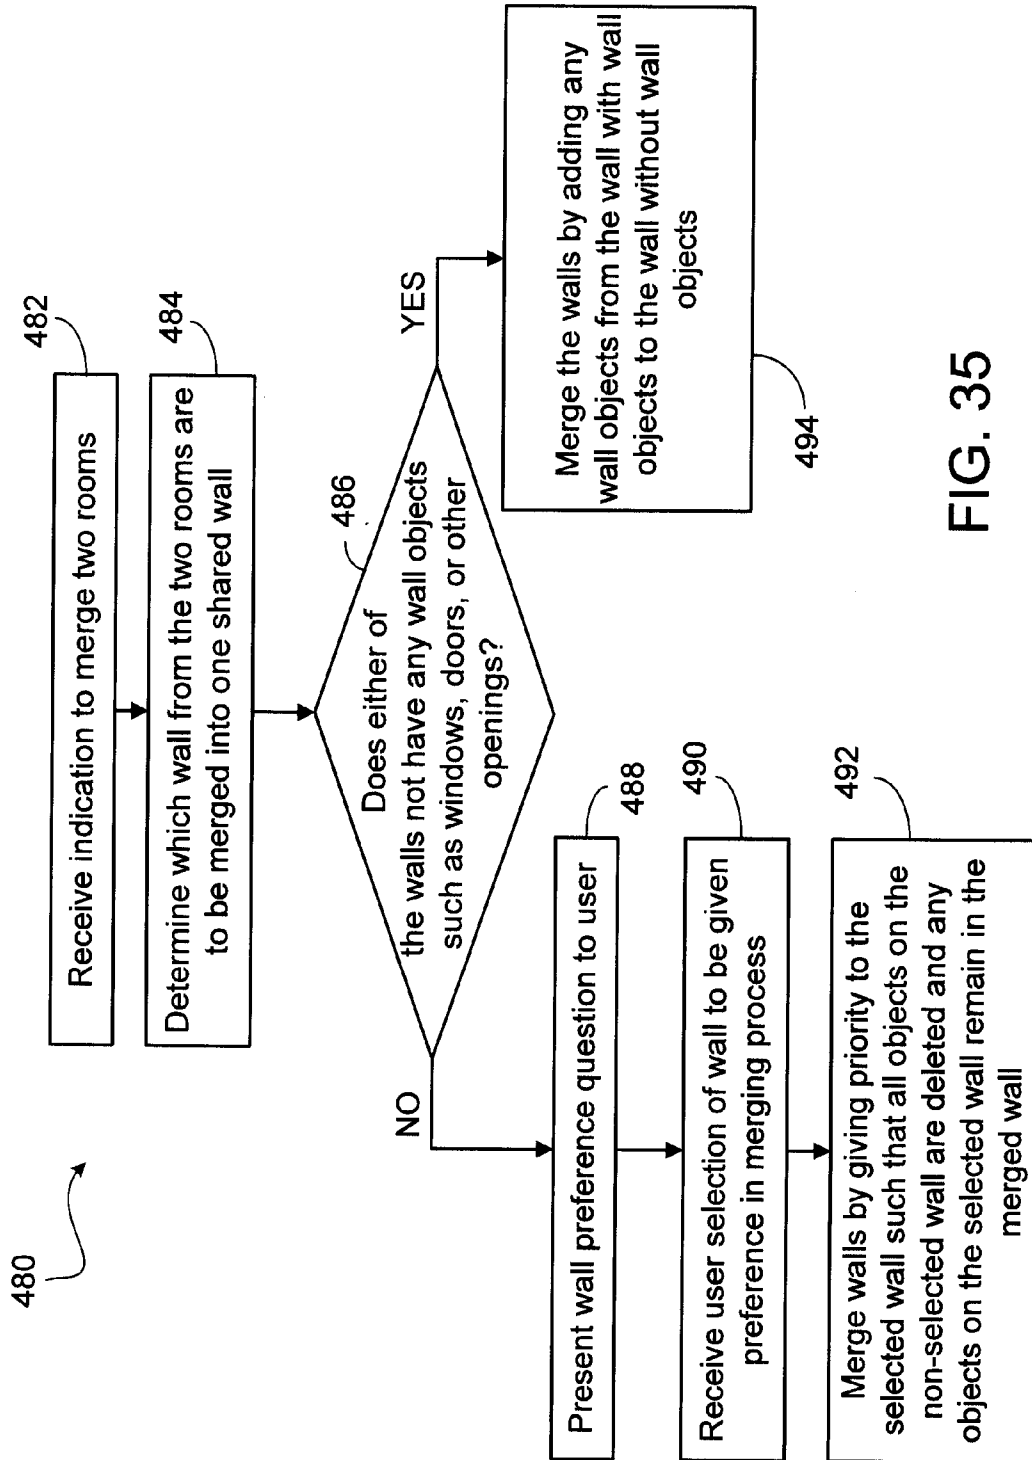 480
Receive indication to merge two rooms
482
Determine which wall from the two rooms are
to be merged into one shared wall
484
Does either of
the walls not have any wall objects
such as windows, doors, or other
openings?
486
NO
YES
Present wall preference question to user
488
Receive user selection of wall to be given
preference in merging process
490
Merge walls by giving priority to the
selected wall such that all objects on the
non-selected wall are deleted and any
objects on the selected wall remain in the
merged wall
492
Merge the walls by adding any
wall objects from the wall with wall
objects to the wall without wall
objects
494
FIG. 35